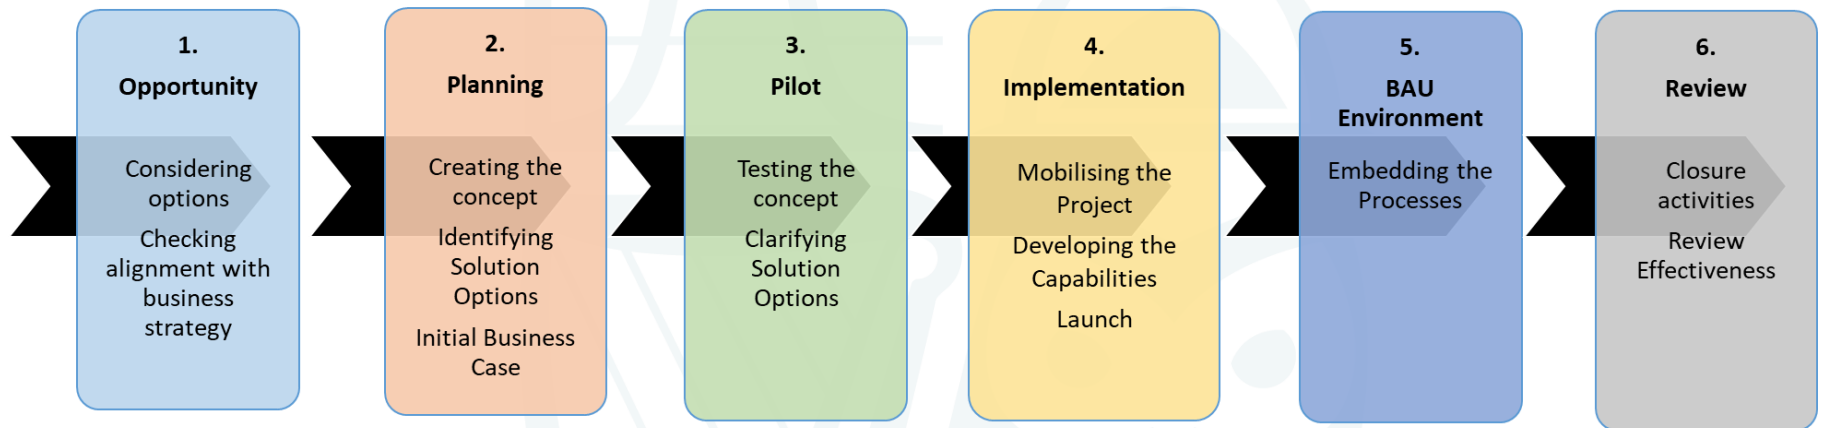 1.
Opportunity
Considering
options
Checking
alignment with
business
strategy
2.
Planning
Creating the
concept
Identifying
Solution
Options
Initial Business
Case
3.
Pilot
Testing the
concept
Clarifying
Solution
Options
4.
Implementation
Mobilising the
Project
Developing the
Capabilities
Launch
5.
BAU
Environment
Embedding the
Processes
6.
Review
Closure
activities
Review
Effectiveness